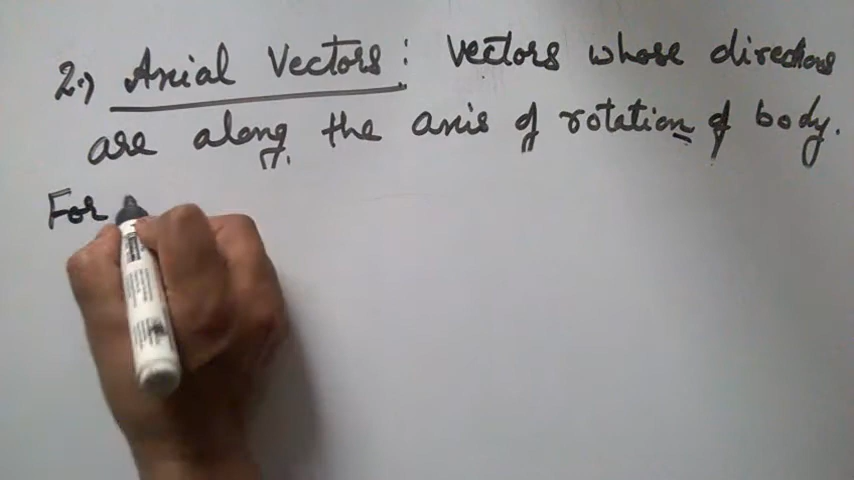 2.) Axial Vectors : Vectors whose directions
are along the axis of rotation of body.
For